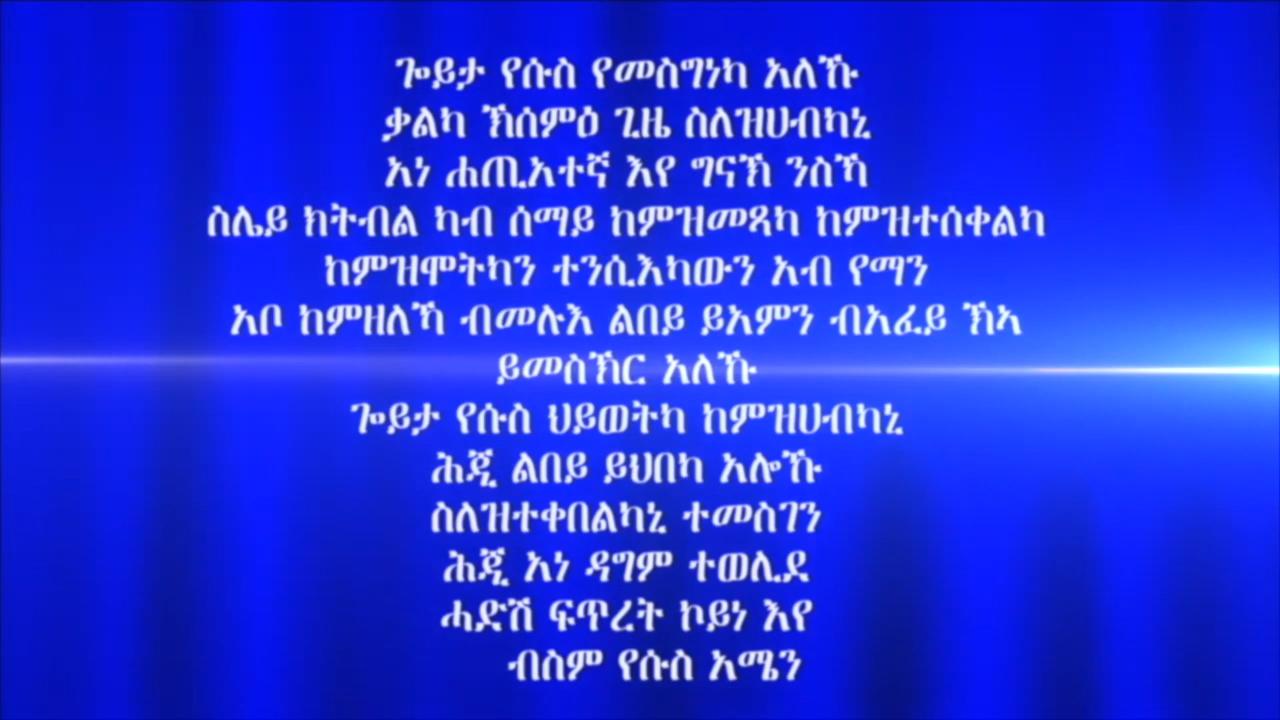 ጐይታ የሱስ የመስግነካ አለኹ
ቃልካ ኽሰምዕ ጊዜ ስለዝሀብካኒ
አነ ሐጢአተኛ እየ ግናኽ ንስኻ
ስሌይ ክትብል ካብ ሰማይ ከምዝመጻካ ከምዝተሰቀልካ
ከምዝሞትካን ተንሲእካውን አብ የማን
አቦ ከምዘለኻ ብመሉእ ልበይ ይአምን ብአፈይ ኽኣ
ይመስኽር አለኹ
ጐይታ የሱስ ህይወትካ ከምዝሀብካኒ
ሕጂ ልበይ ይህበካ አሎኹ
ስለዝተቀበልካኒ ተመስገን
ሕጂ አነ ዳግም ተወሊደ
ሓድሽ ፍጥረት ኮይነ እየ
ብስም የሱስ አሜን